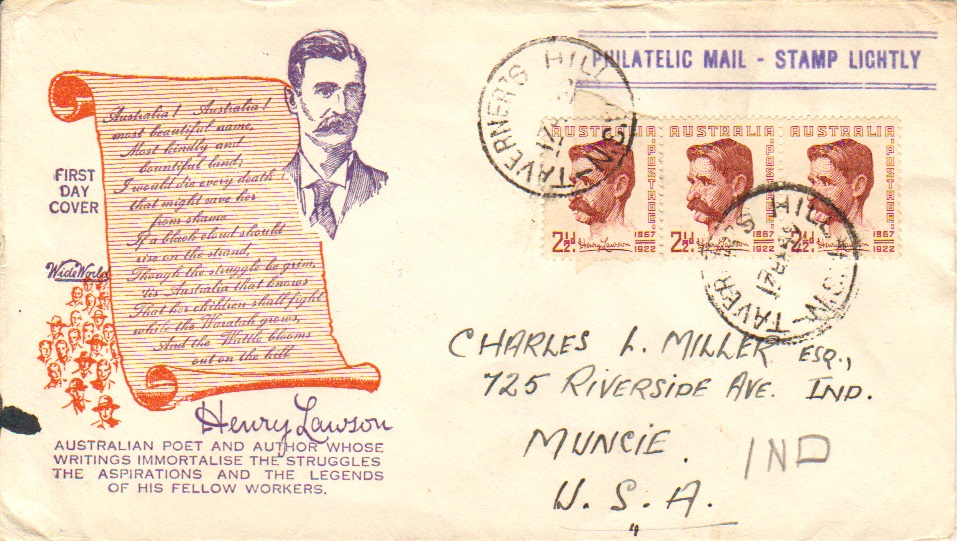 PHILATELIC MAIL - STAMP LIGHTLY
TAVERNER'S HILL N.S.W
17
AUSTRALIA
POSTAGE
2½D.
Henry Lawson
1867
1922
AUSTRALIA
POSTAGE
2½D.
Henry Lawson
1867
1922
AUSTRALIA
POSTAGE
2½D.
Henry Lawson
1867
1922
TAVERNER'S HILL N.S.W
FIRST
DAY
COVER
Wide World
Australia! Australia!
most beautiful name,
Most kindly and
bountiful land;
I would die every death
that might save her
from shame
If a black cloud should
rise on the strand,
Though the struggle be grim,
'tis Australia that knows
That her children shall fight
while the Waratah grows,
And the Wattle blooms
out on the hill
Henry Lawson
AUSTRALIAN POET AND AUTHOR WHOSE
WRITINGS IMMORTALISE THE STRUGGLES
THE ASPIRATIONS AND THE LEGENDS
OF HIS FELLOW WORKERS.
CHARLES L. MILLER ESQ.,
725 RIVERSIDE AVE. IND.
MUNCIE.
IND
U.S.A.
4